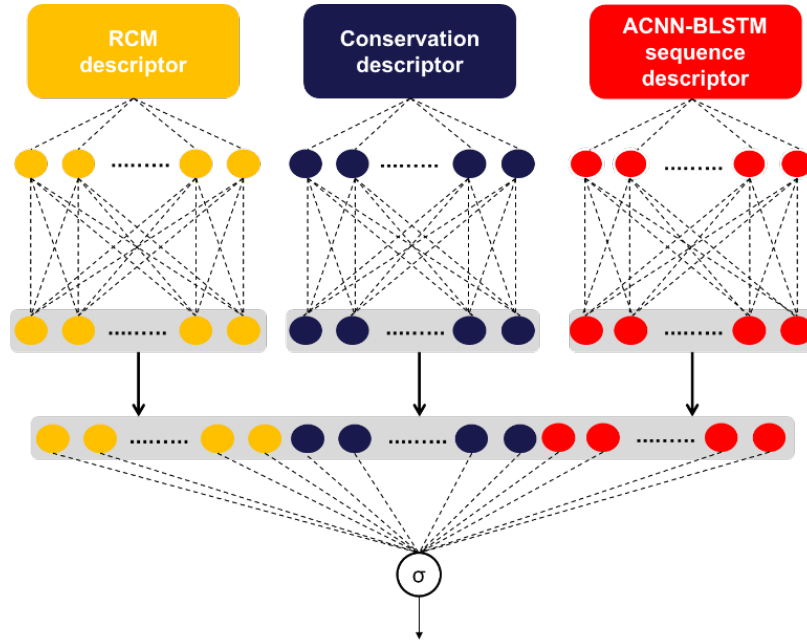 RCM
descriptor
Conservation
descriptor
ACNN-BLSTM
sequence
descriptor
σ